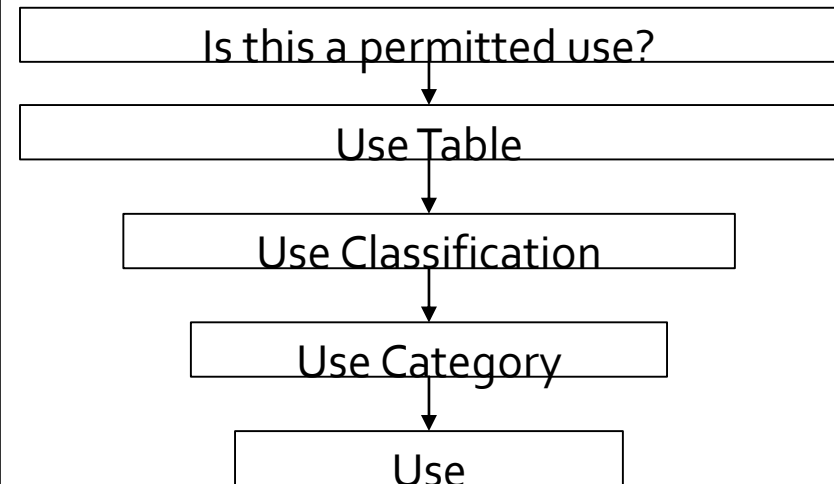 Is this a permitted use?
Use Table
Use Classification
Use Category
Use